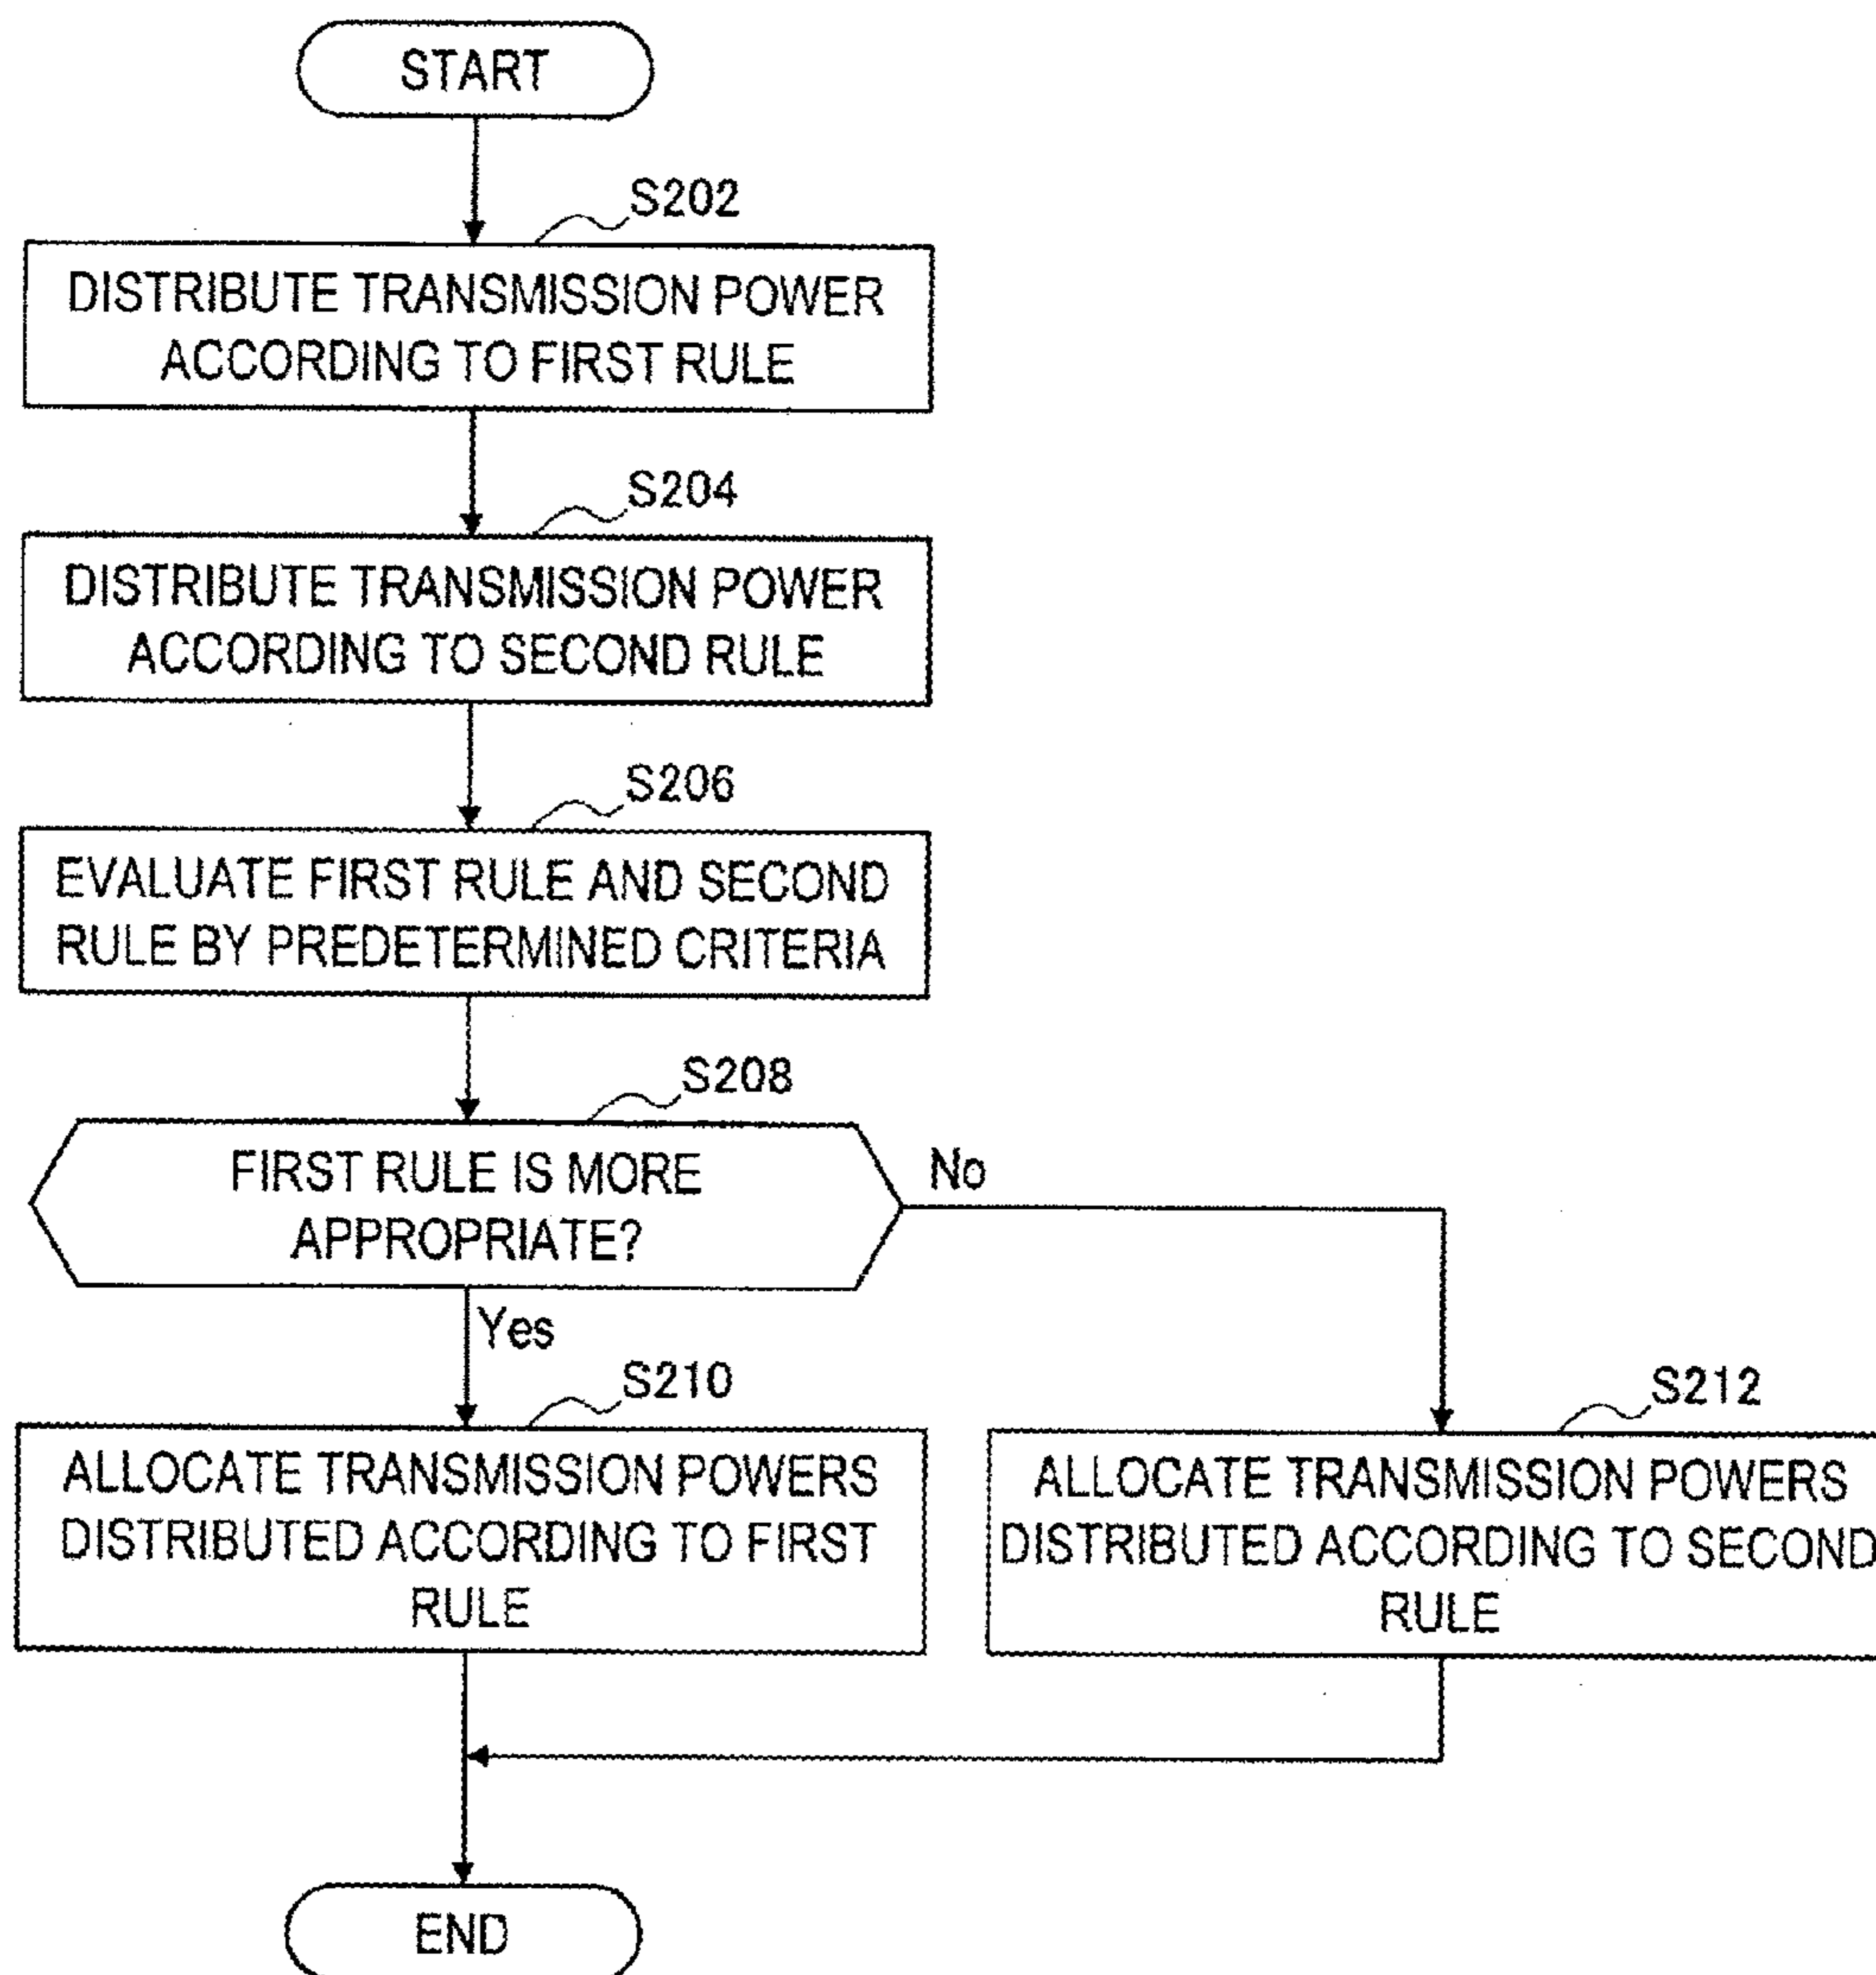 START
S202
DISTRIBUTE TRANSMISSION POWER
ACCORDING TO FIRST RULE
S204
DISTRIBUTE TRANSMISSION POWER
ACCORDING TO SECOND RULE
S206
EVALUATE FIRST RULE AND SECOND
RULE BY PREDETERMINED CRITERIA
S208
FIRST RULE IS MORE
APPROPRIATE?
No
Yes
S210
ALLOCATE TRANSMISSION POWERS
DISTRIBUTED ACCORDING TO FIRST
RULE
S212
ALLOCATE TRANSMISSION POWERS
DISTRIBUTED ACCORDING TO SECOND
RULE
END